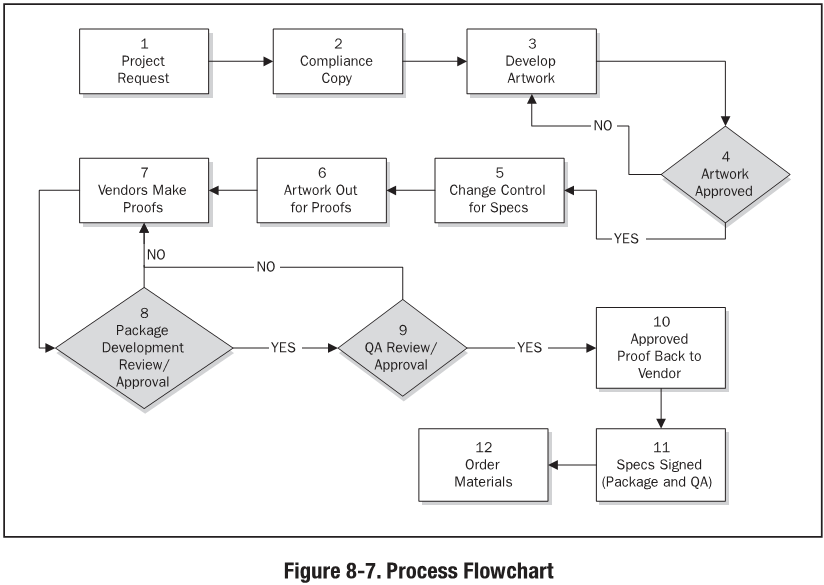 1
Project
Request
2
Compliance
Copy
3
Develop
Artwork
NO
4
Artwork
Approved
7
Vendors Make
Proofs
6
Artwork Out
for Proofs
5
Change Control
for Specs
YES
NO
NO
8
Package
Development
Review/
Approval
YES
9
QA Review/
Approval
YES
10
Approved
Proof Back to
Vendor
12
Order
Materials
11
Specs Signed
(Package and QA)
Figure 8-7. Process Flowchart